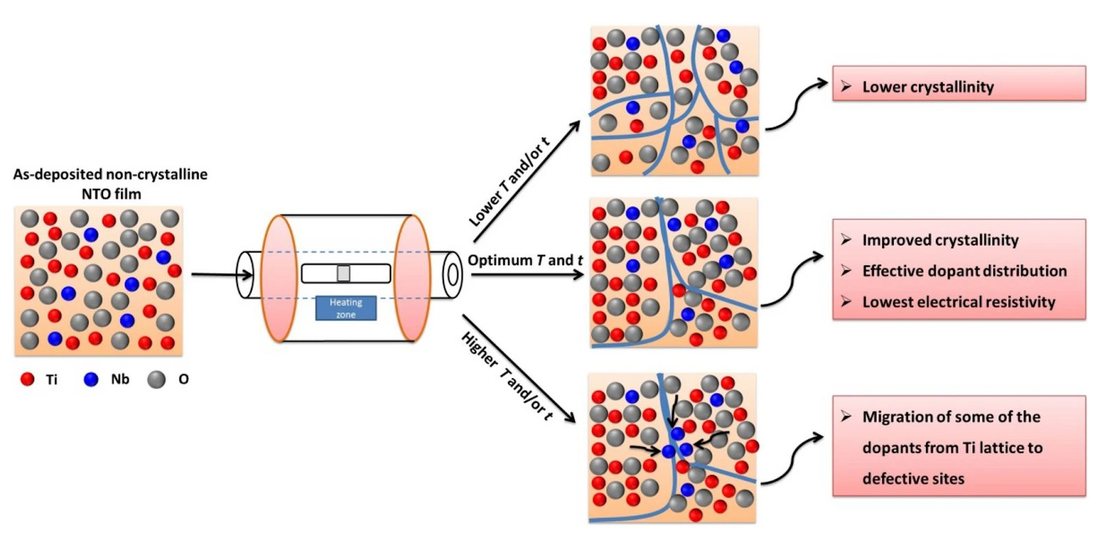 As-deposited non-crystalline
NTO film
Ti
Nb
O
Heating
zone
Lower T and/or t
Optimum T and t
Higher T and/or t
➢ Lower crystallinity
➢ Improved crystallinity
➢ Effective dopant distribution
➢ Lowest electrical resistivity
➢ Migration of some of the
dopants from Ti lattice to
defective sites